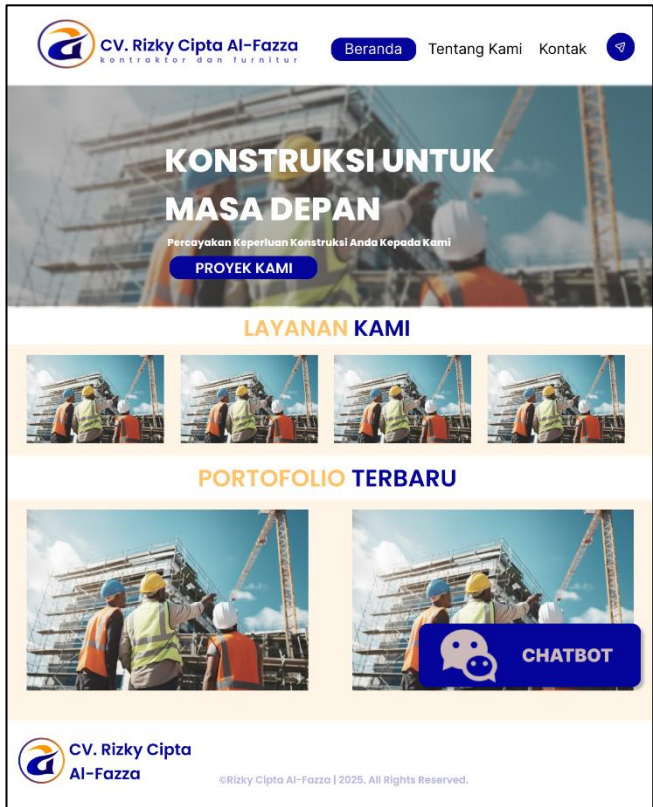 CV. Rizky Cipta Al-Fazza
kontraktor dan furnitur
Beranda
Tentang Kami
Kontak
KONSTRUKSI UNTUK
MASA DEPAN
Percayakan Keperluan Konstruksi Anda Kepada Kami
PROYEK KAMI
LAYANAN KAMI
PORTOFOLIO TERBARU
CHATBOT
CV. Rizky Cipta
Al-Fazza
©Rizky Cipta Al-Fazza | 2025. All Rights Reserved.